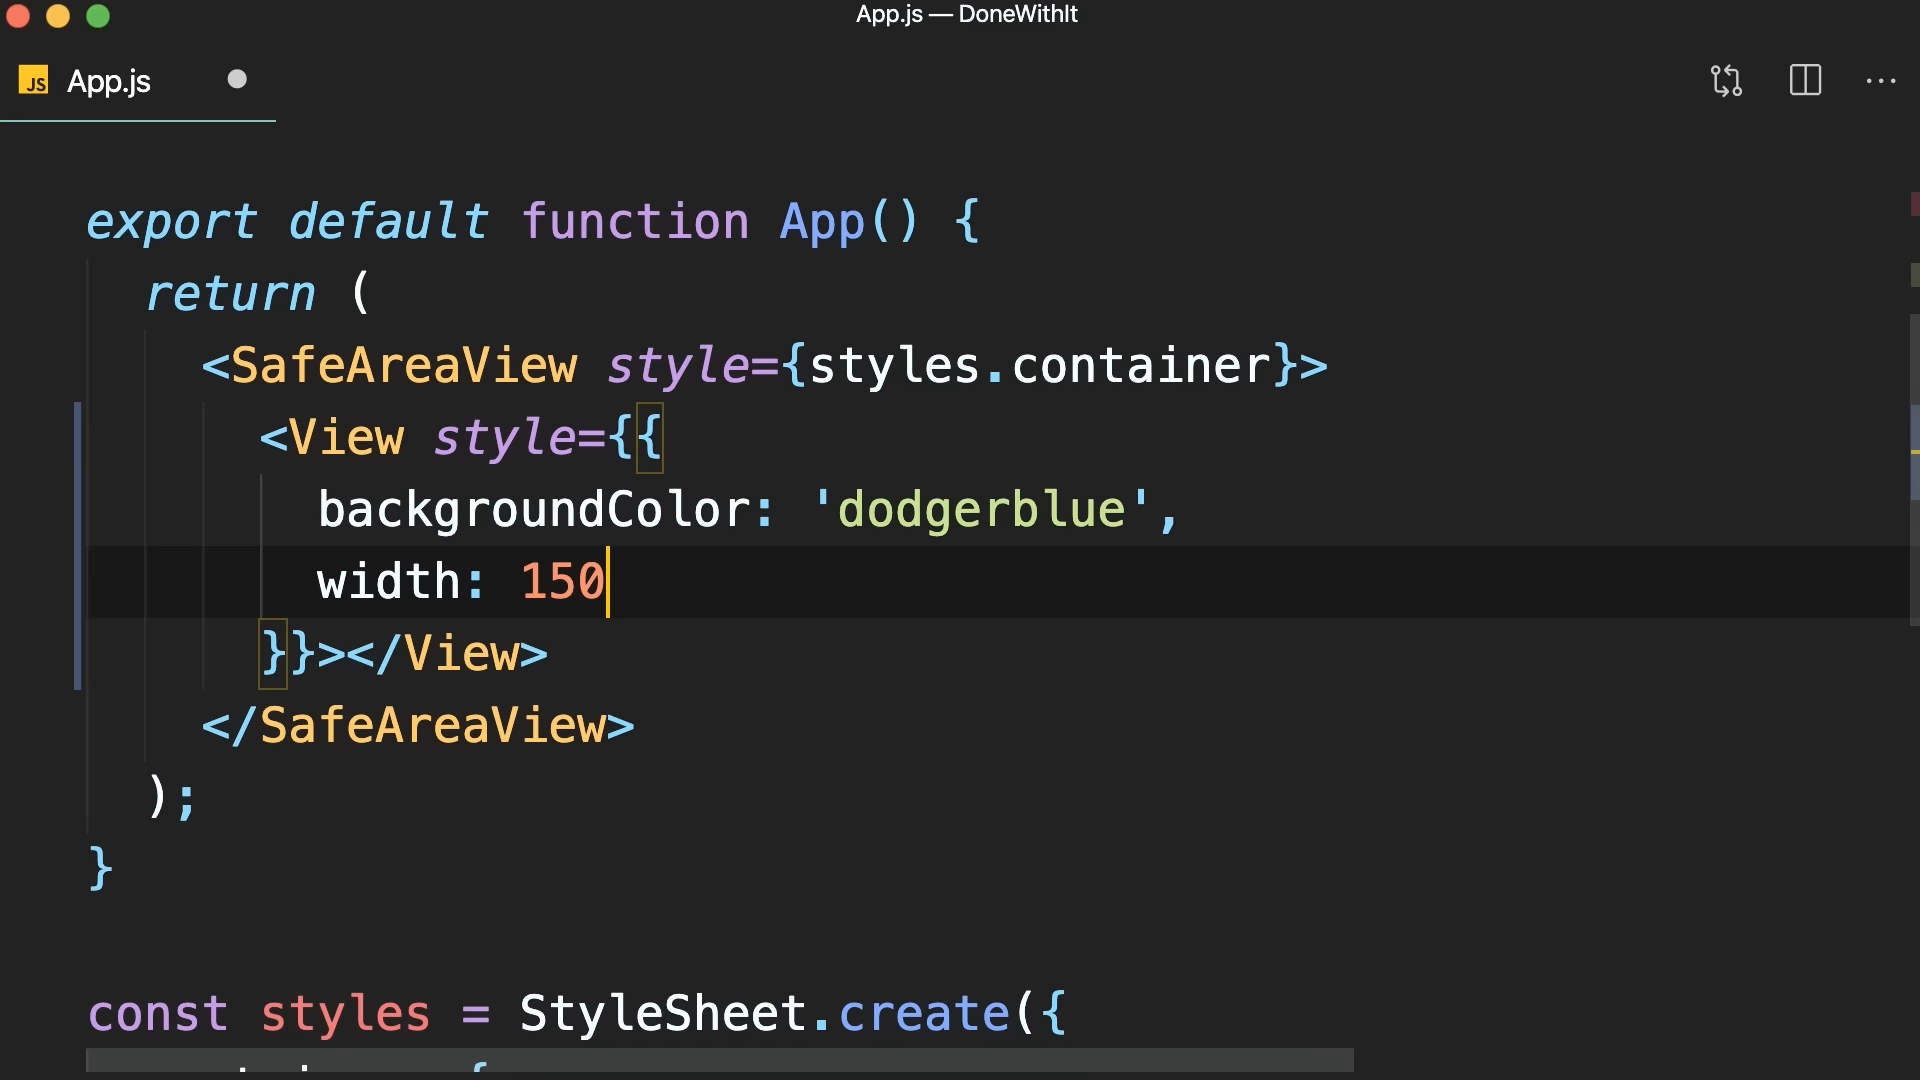 App.js — DoneWithIt
JS App.js
export default function App() {
return (
<SafeAreaView style={styles.container}>
<View style={{
backgroundColor: 'dodgerblue',
width: 150
}}></View>
</SafeAreaView>
);
}
const styles = StyleSheet.create({